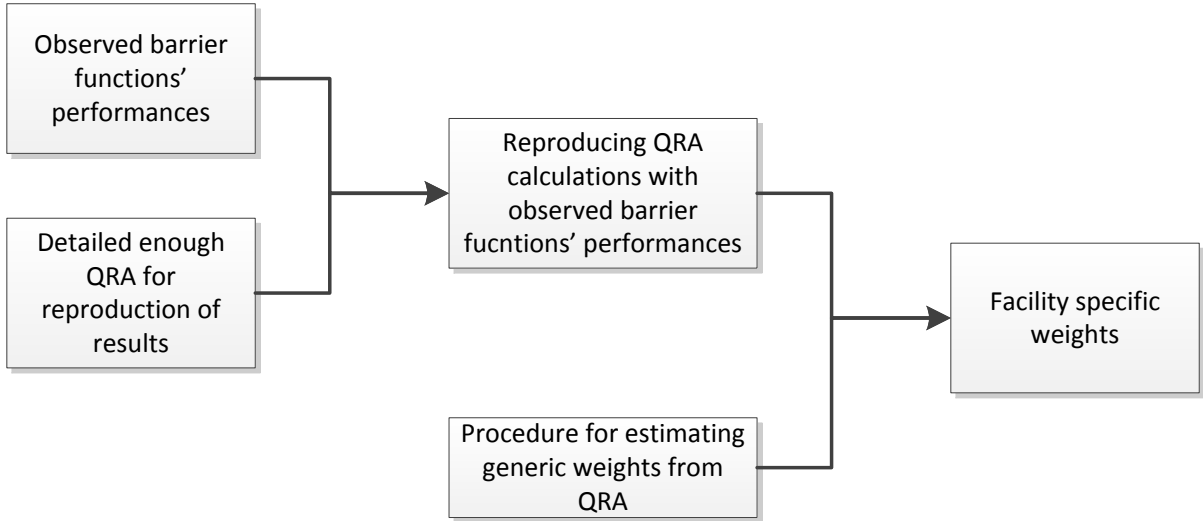 Observed barrier
functions’
performances
Detailed enough
QRA for
reproduction of
results
Reproducing QRA
calculations with
observed barrier
fucntions’ performances
Procedure for estimating
generic weights from
QRA
Facility specific
weights